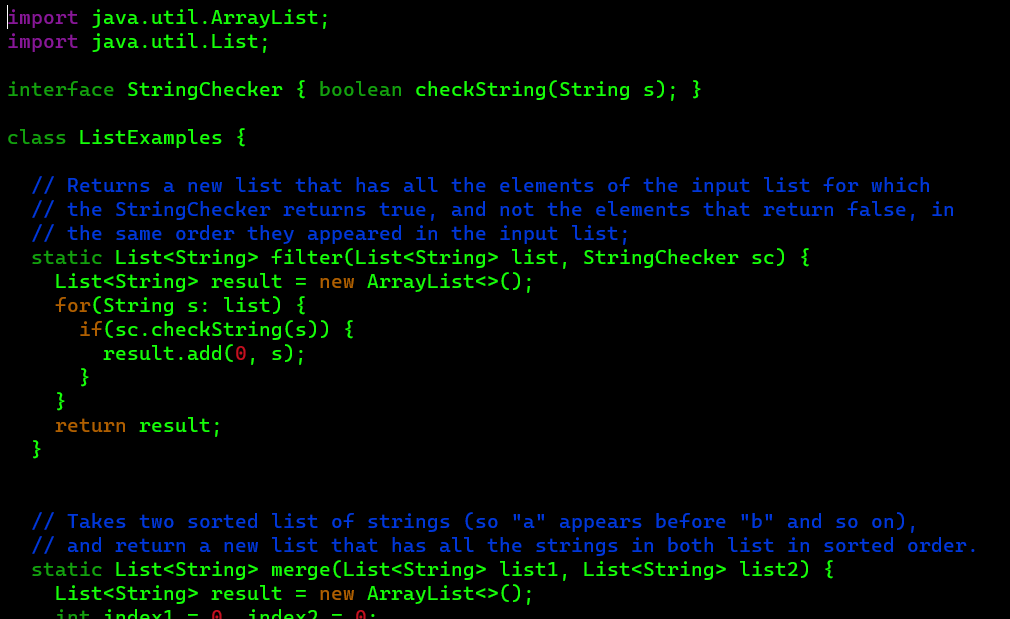 import java.util.ArrayList;
import java.util.List;

interface StringChecker { boolean checkString(String s); }

class ListExamples {

  // Returns a new list that has all the elements of the input list for which
  // the StringChecker returns true, and not the elements that return false, in
  // the same order they appeared in the input list;
  static List<String> filter(List<String> list, StringChecker sc) {
    List<String> result = new ArrayList<>();
    for(String s: list) {
      if(sc.checkString(s)) {
        result.add(0, s);
      }
    }
    return result;
  }


  // Takes two sorted list of strings (so "a" appears before "b" and so on),
  // and return a new list that has all the strings in both list in sorted order.
  static List<String> merge(List<String> list1, List<String> list2) {
    List<String> result = new ArrayList<>();
    int index1 = 0, index2 = 0;